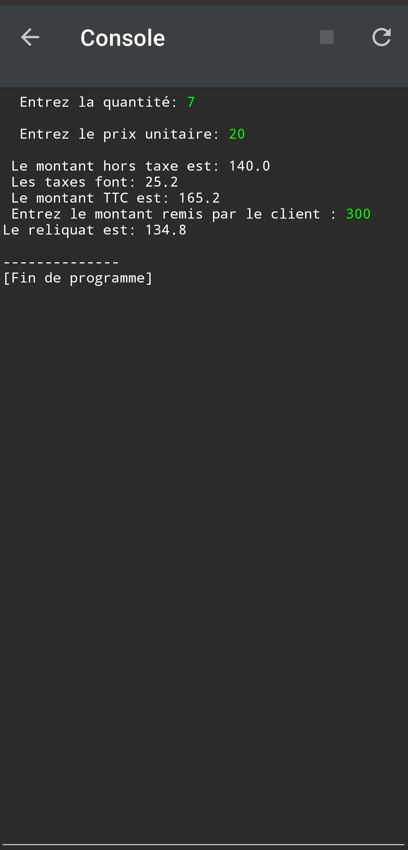 Console
Entrez la quantité: 7
Entrez le prix unitaire: 20
Le montant hors taxe est: 140.0
Les taxes font: 25.2
Le montant TTC est: 165.2
Entrez le montant remis par le client : 300
Le reliquat est: 134.8
--------------
[Fin de programme]